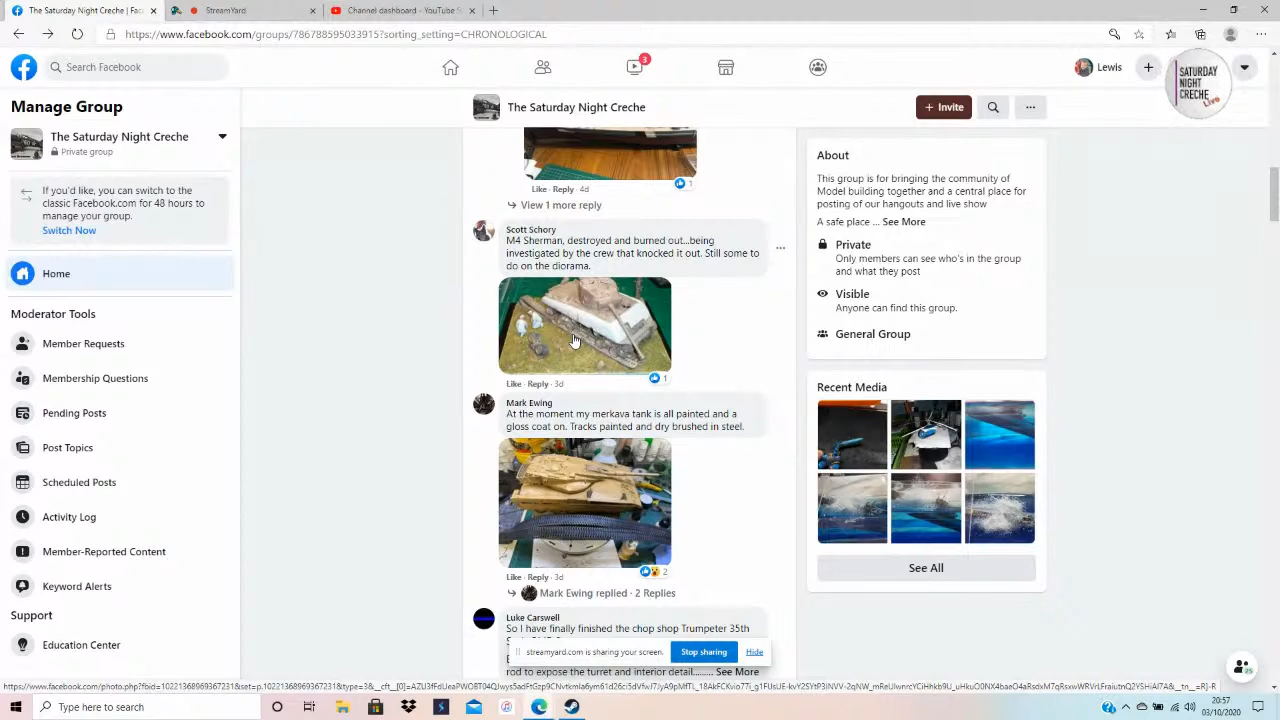 The Saturday Night Creche | Fac
StreamYard
Channel dashboard - YouTube S
https://www.facebook.com/groups/786788595033915?sorting_setting=CHRONOLOGICAL
Search Facebook
3
Lewis
SATURDAY
NIGHT
CRECHE
Live
Manage Group
The Saturday Night Creche
Private group
If you'd like, you can switch to the
classic Facebook.com for 48 hours to
manage your group.
Switch Now
Home
Moderator Tools
Member Requests
Membership Questions
Pending Posts
Post Topics
Scheduled Posts
Activity Log
Member-Reported Content
Keyword Alerts
Support
Education Center
The Saturday Night Creche
+ Invite
Like · Reply · 4d
1
View 1 more reply
Scott Schory
M4 Sherman, destroyed and burned out...being
investigated by the crew that knocked it out. Still some to
do on the diorama.
Like · Reply · 3d
1
Mark Ewing
At the moment my merkava tank is all painted and a
gloss coat on. Tracks painted and dry brushed in steel.
Like · Reply · 3d
2
Mark Ewing replied · 2 Replies
Luke Carswell
So I have finally finished the chop shop Trumpeter 35th
streamyard.com is sharing your screen.
Stop sharing
Hide
rod to expose the turret and interior detail........ See More
About
This group is for bringing the community of
Model building together and a central place for
posting of our hangouts and live show
A safe place ... See More
Private
Only members can see who's in the group
and what they post
Visible
Anyone can find this group.
General Group
Recent Media
See All
25
Type here to search
14:42
03/10/2020